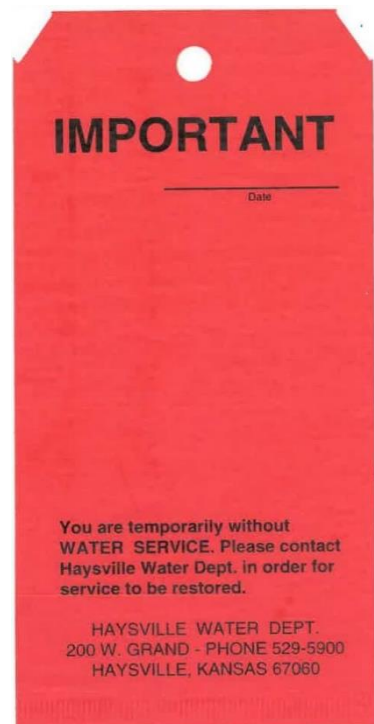 IMPORTANT
Date
You are temporarily without
WATER SERVICE. Please contact
Haysville Water Dept. in order for
service to be restored.
HAYSVILLE WATER DEPT.
200 W. GRAND - PHONE 529-5900
HAYSVILLE, KANSAS 67060